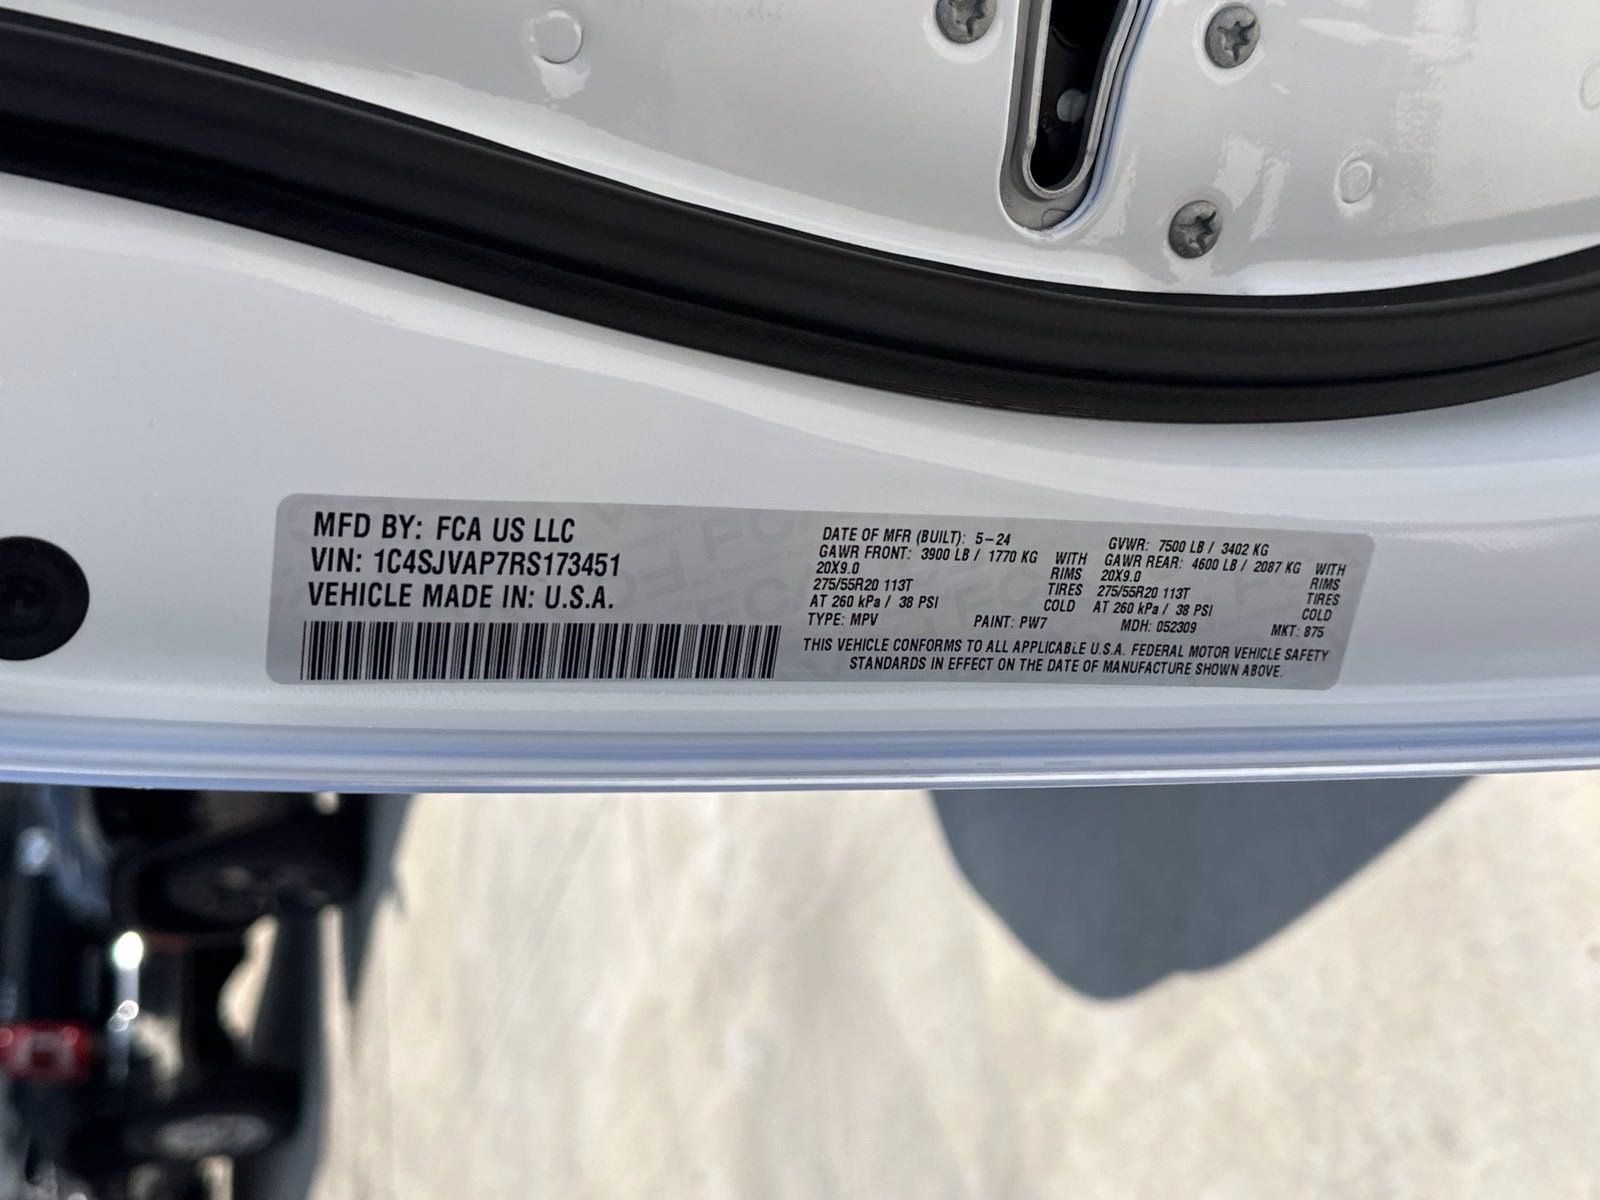 MFD BY: FCA US LLC
VIN: 1C4SJVAP7RS173451
VEHICLE MADE IN: U.S.A.
DATE OF MFR (BUILT): 5-24 GVWR: 7500 LB / 3402 KG
GAWR FRONT: 3900 LB / 1770 KG WITH GAWR REAR: 4600 LB / 2087 KG WITH
20X9.0 RIMS 20X9.0 RIMS
275/55R20 113T TIRES 275/55R20 113T TIRES
AT 260 kPa / 38 PSI COLD AT 260 kPa / 38 PSI COLD
TYPE: MPV PAINT: PW7 MDH: 052309 MKT: 875
THIS VEHICLE CONFORMS TO ALL APPLICABLE U.S.A. FEDERAL MOTOR VEHICLE SAFETY
STANDARDS IN EFFECT ON THE DATE OF MANUFACTURE SHOWN ABOVE.